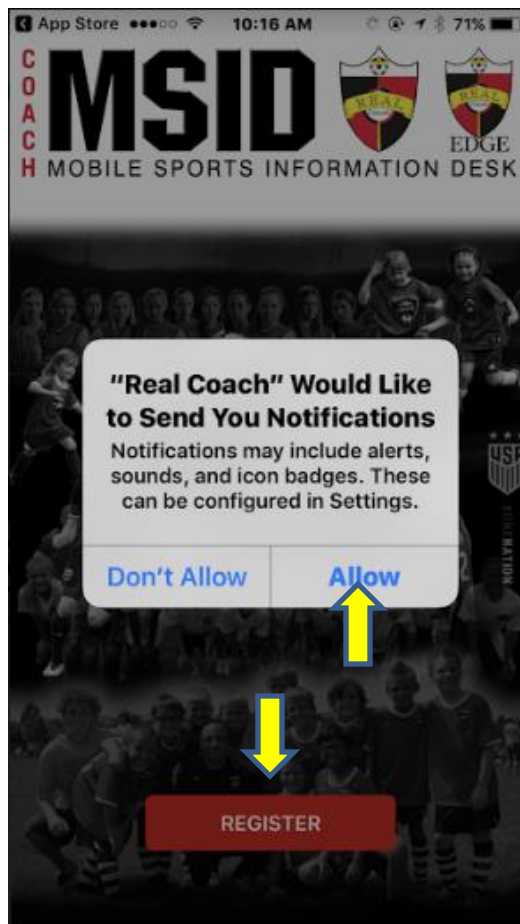 App Store 10:16 AM 71%
COACH
MSID
REAL
REAL
EDGE
MOBILE SPORTS INFORMATION DESK
"Real Coach" Would Like
to Send You Notifications
Notifications may include alerts,
sounds, and icon badges. These
can be configured in Settings.
Don't Allow Allow
REGISTER